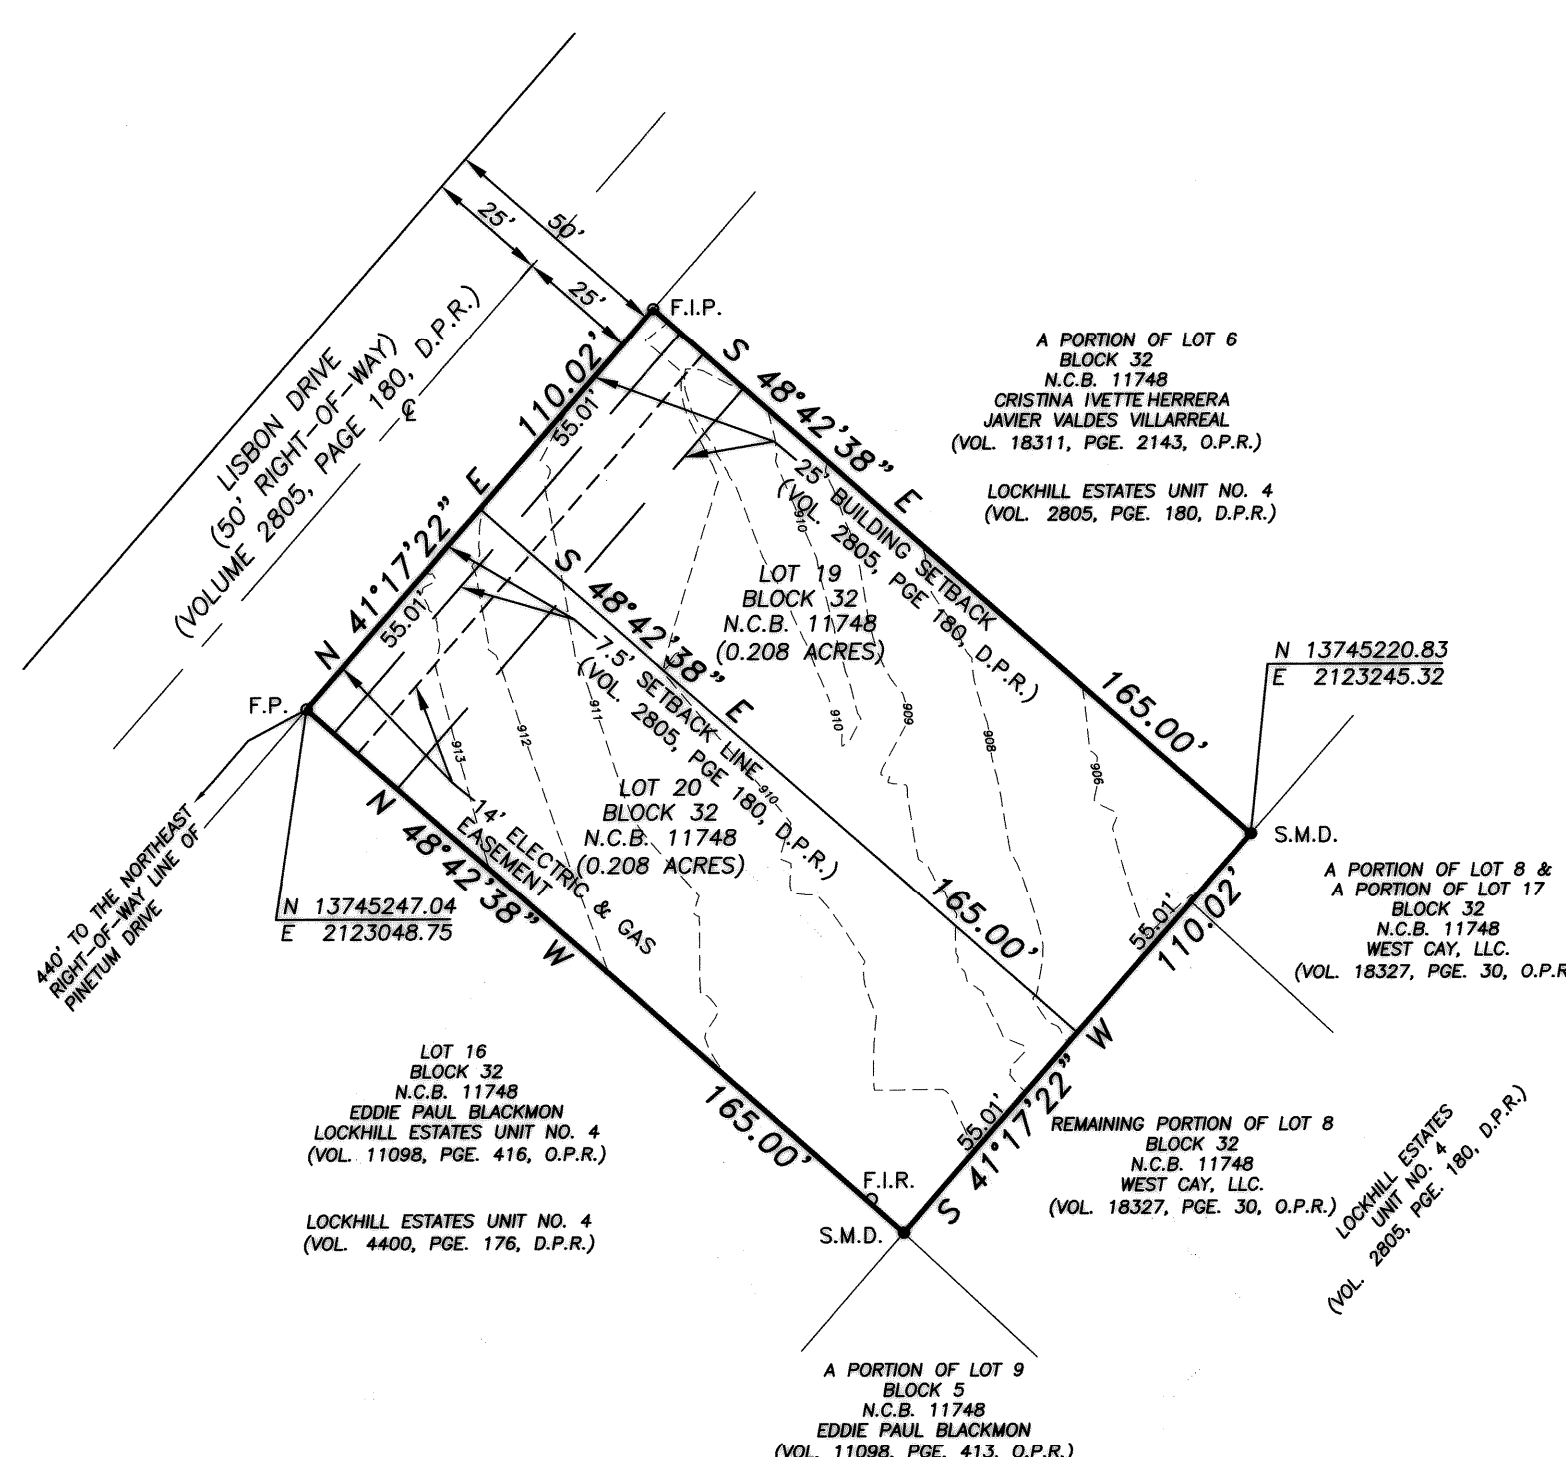 50'
25'
25'
F.I.P.
LISBON DRIVE
(50' RIGHT-OF-WAY)
(VOLUME 2805, PAGE 180, D.P.R.)
℄
N 41°17'22" E
110.02'
55.01'
55.01'
S 48°42'38" E
165.00'
A PORTION OF LOT 6
BLOCK 32
N.C.B. 11748
CRISTINA IVETTE HERRERA
JAVIER VALDES VILLARREAL
(VOL. 18311, PGE. 2143, O.P.R.)
LOCKHILL ESTATES UNIT NO. 4
(VOL. 2805, PGE. 180, D.P.R.)
25' BUILDING SETBACK
(VOL. 2805, PGE 180, D.P.R.)
LOT 19
BLOCK 32
N.C.B. 11748
(0.208 ACRES)
S 48°42'38" E
165.00'
7.5' SETBACK LINE
(VOL. 2805, PGE 180, D.P.R.)
LOT 20
BLOCK 32
N.C.B. 11748
(0.208 ACRES)
14' ELECTRIC & GAS
EASEMENT
913
912
911
910
910
910
909
908
906
N 13745220.83
E 2123245.32
S.M.D.
F.P.
440' TO THE NORTHEAST
RIGHT-OF-WAY LINE OF
PINETUM DRIVE
N 13745247.04
E 2123048.75
N 48°42'38" W
165.00'
A PORTION OF LOT 8 &
A PORTION OF LOT 17
BLOCK 32
N.C.B. 11748
WEST CAY, LLC.
(VOL. 18327, PGE. 30, O.P.R
55.01'
110.02'
55.01'
S 41°17'22" W
LOT 16
BLOCK 32
N.C.B. 11748
EDDIE PAUL BLACKMON
LOCKHILL ESTATES UNIT NO. 4
(VOL. 11098, PGE. 416, O.P.R.)
LOCKHILL ESTATES UNIT NO. 4
(VOL. 4400, PGE. 176, D.P.R.)
REMAINING PORTION OF LOT 8
BLOCK 32
N.C.B. 11748
WEST CAY, LLC.
(VOL. 18327, PGE. 30, O.P.R.)
LOCKHILL ESTATES
UNIT NO. 4
(VOL. 2805, PGE. 180, D.P.R.)
F.I.R.
S.M.D.
A PORTION OF LOT 9
BLOCK 5
N.C.B. 11748
EDDIE PAUL BLACKMON
(VOL. 11098, PGE. 413, O.P.R.)